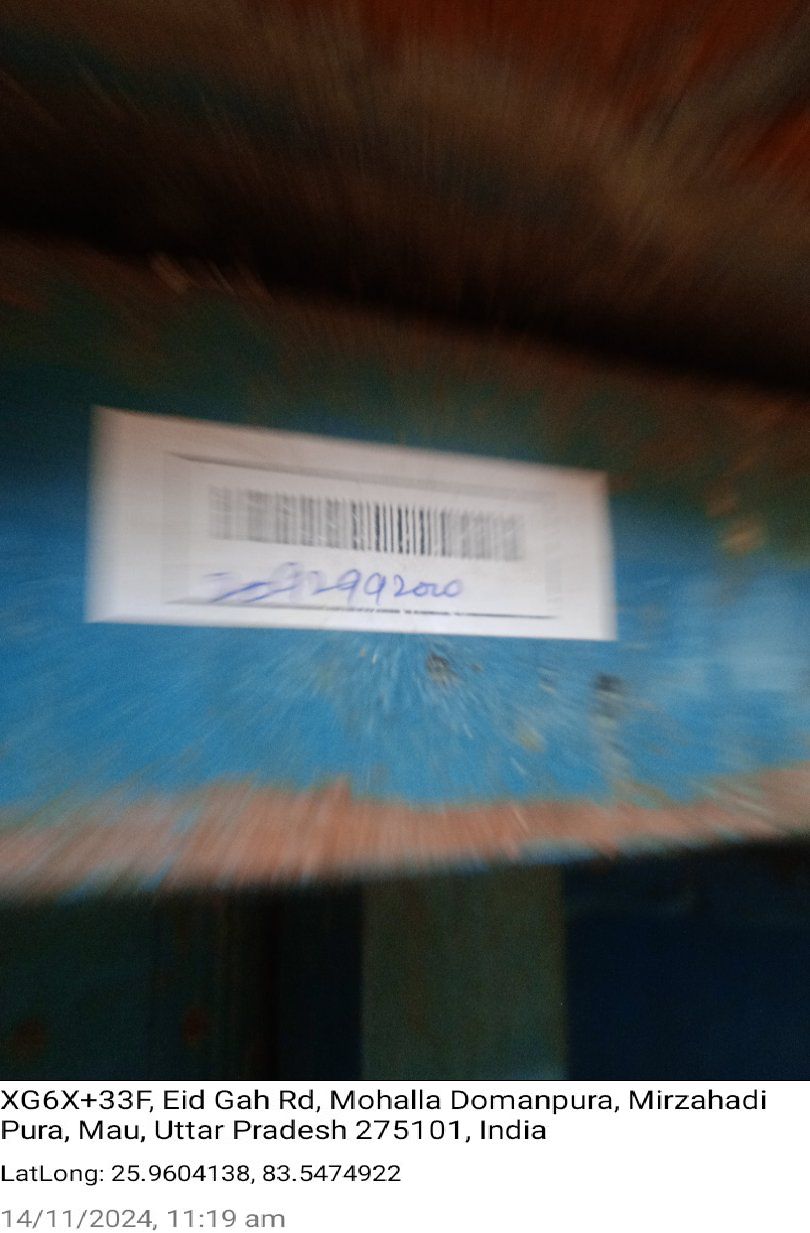 XG6X+33F, Eid Gah Rd, Mohalla Domanpura, Mirzahadi
Pura, Mau, Uttar Pradesh 275101, India
LatLong: 25.9604138, 83.5474922
14/11/2024, 11:19 am